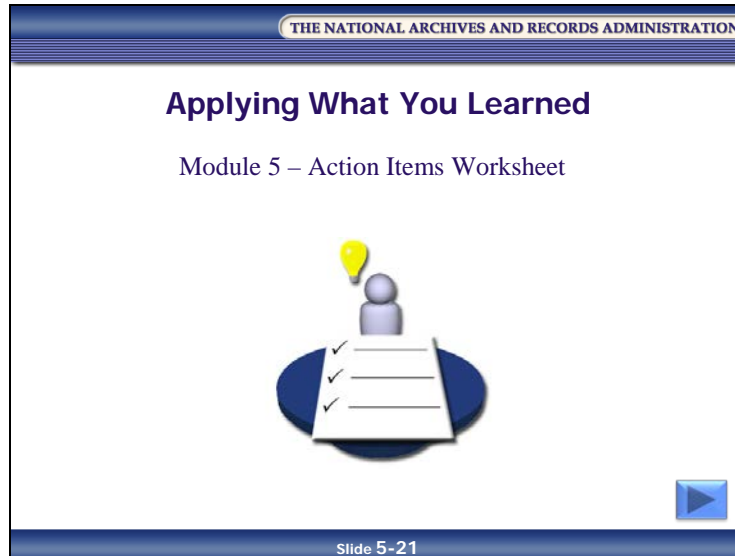 THE NATIONAL ARCHIVES AND RECORDS ADMINISTRATION
Applying What You Learned
Module 5 – Action Items Worksheet
Slide 5-21